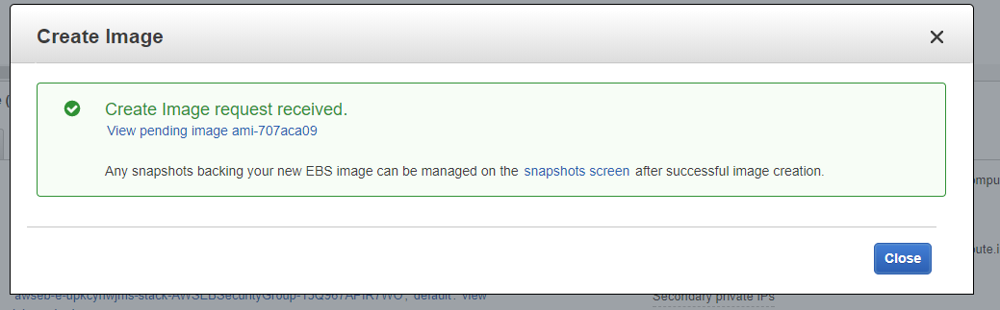 Create Image
Create Image request received.
View pending image ami-707aca09
Any snapshots backing your new EBS image can be managed on the snapshots screen after successful image creation.
Close
Secondary private IPs